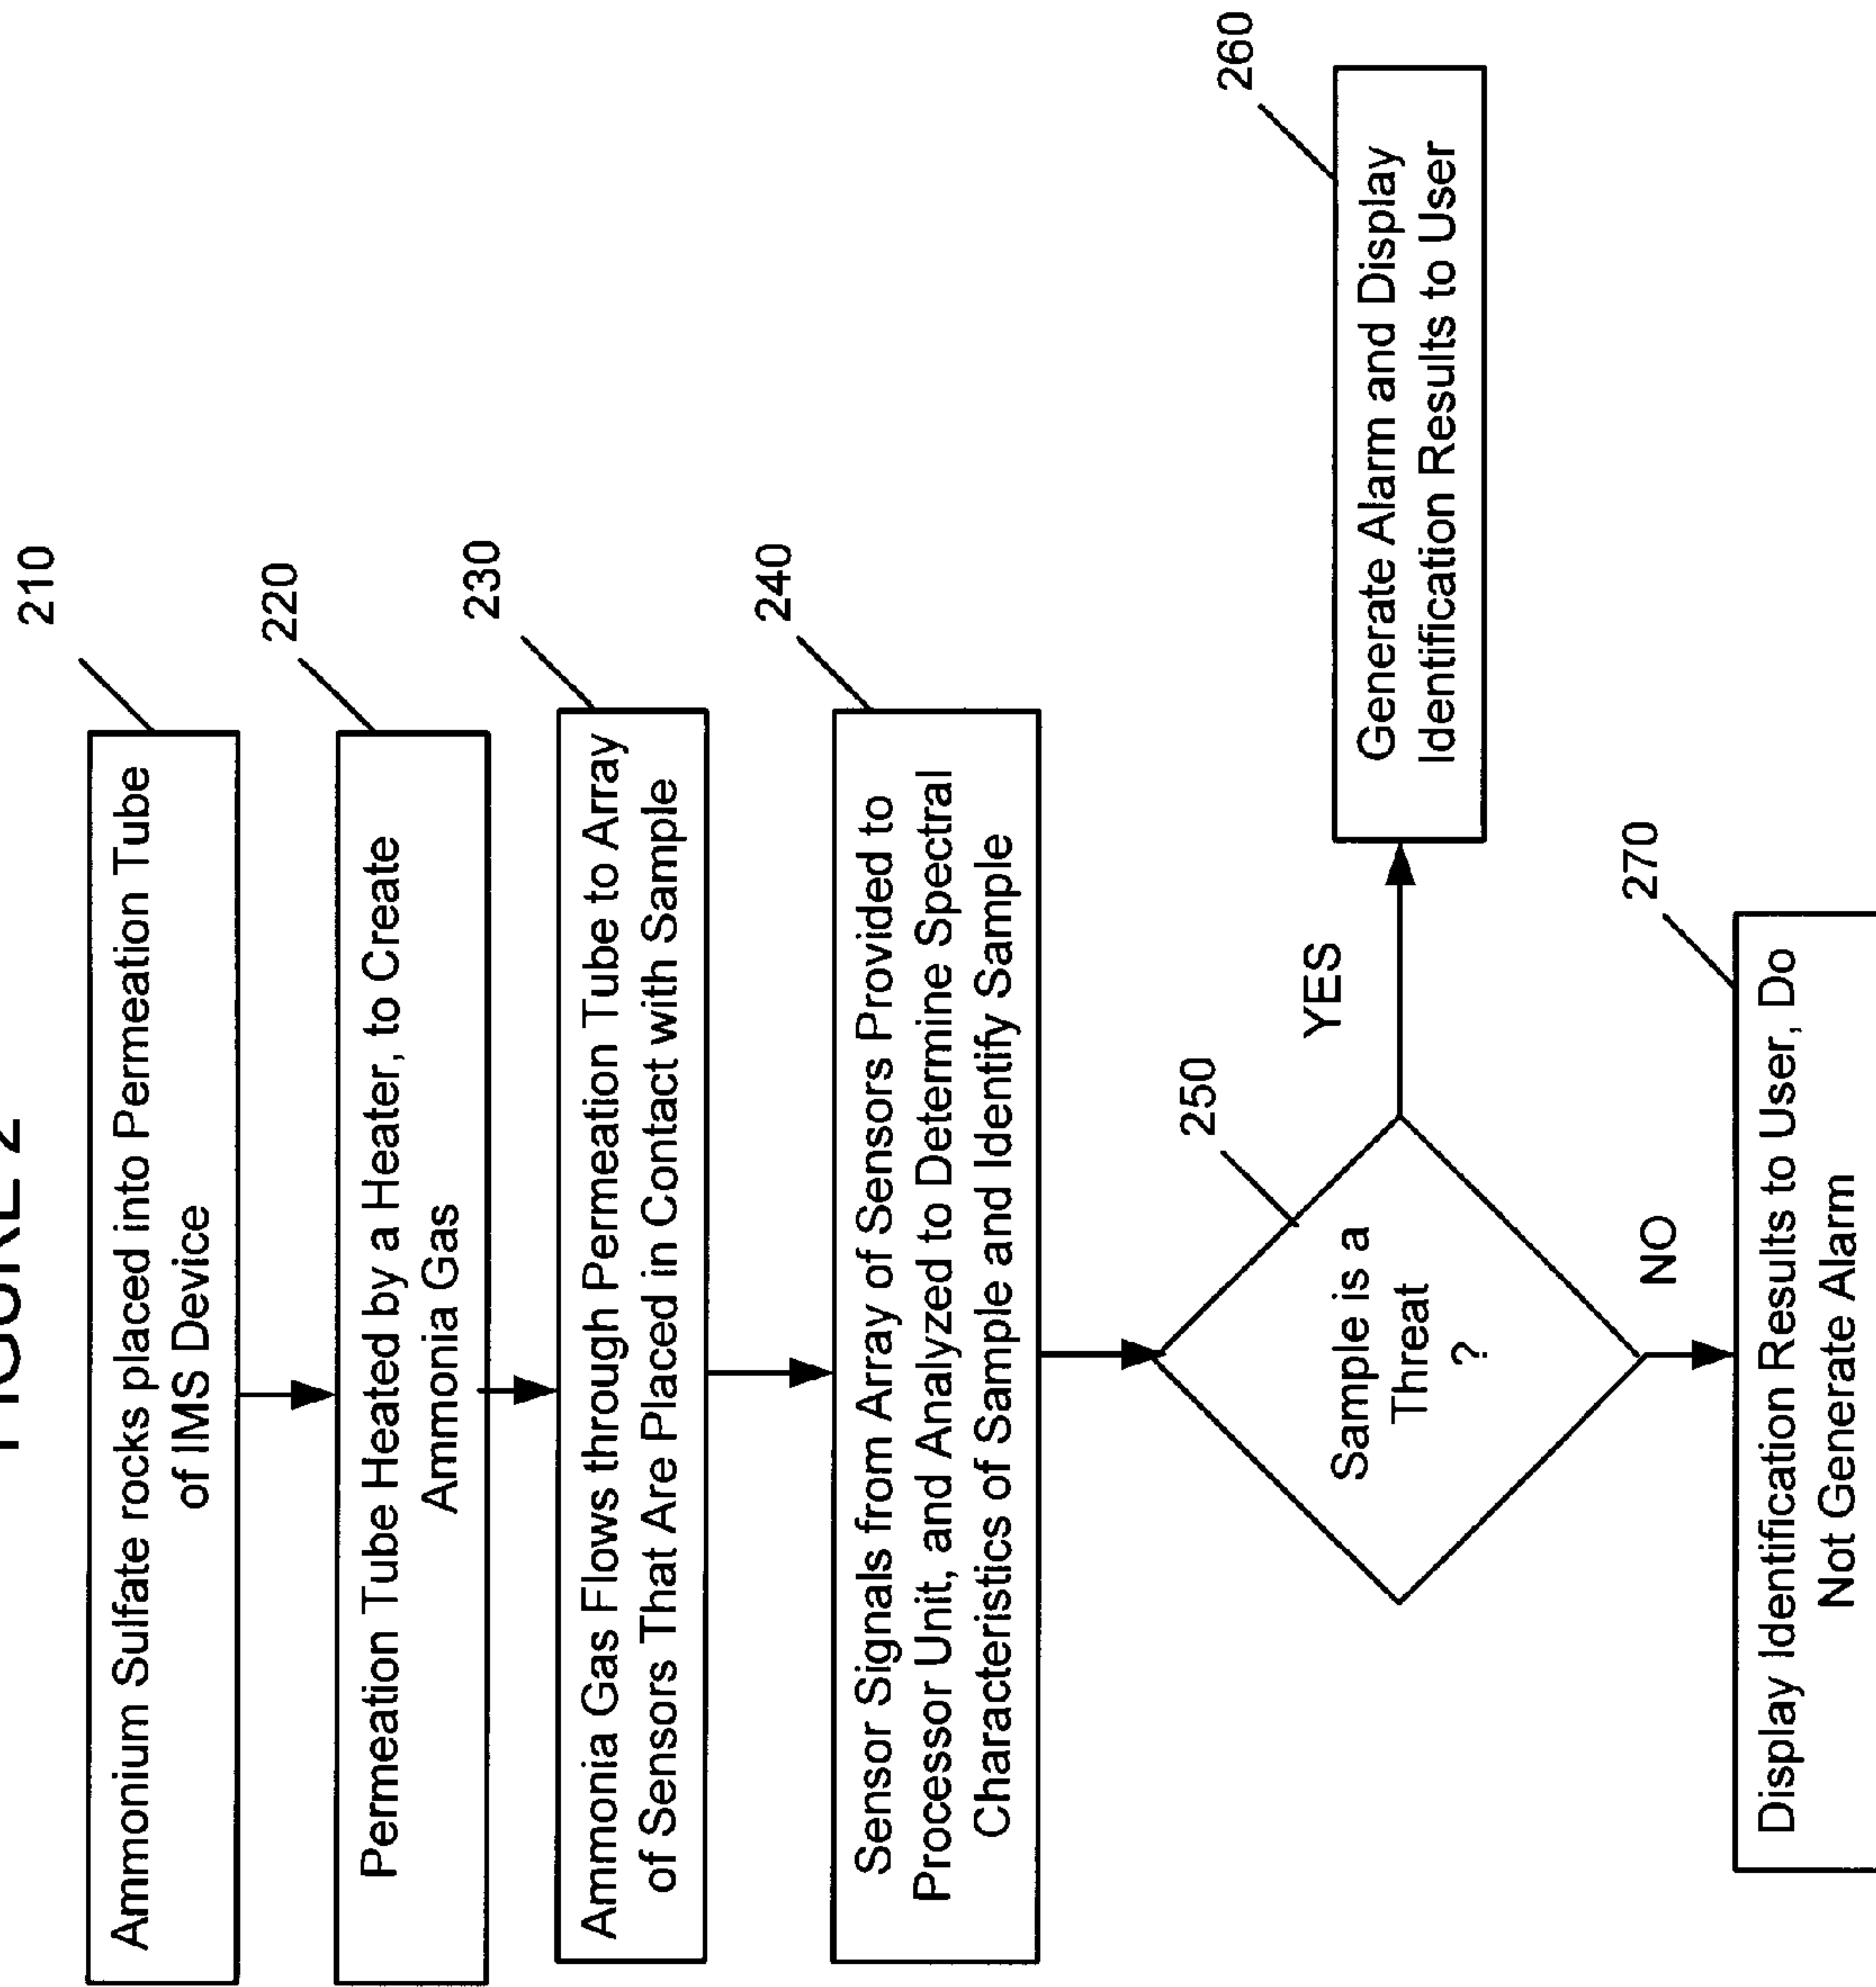 210
Ammonium Sulfate rocks placed into Permeation Tube
of IMS Device
220
Permeation Tube Heated by a Heater, to Create
Ammonia Gas
230
Ammonia Gas Flows through Permeation Tube to Array
of Sensors That Are Placed in Contact with Sample
240
Sensor Signals from Array of Sensors Provided to
Processor Unit, and Analyzed to Determine Spectral
Characteristics of Sample and Identify Sample
250
Sample is a
Threat
?
YES
260
Generate Alarm and Display
Identification Results to User
NO
270
Display Identification Results to User, Do
Not Generate Alarm